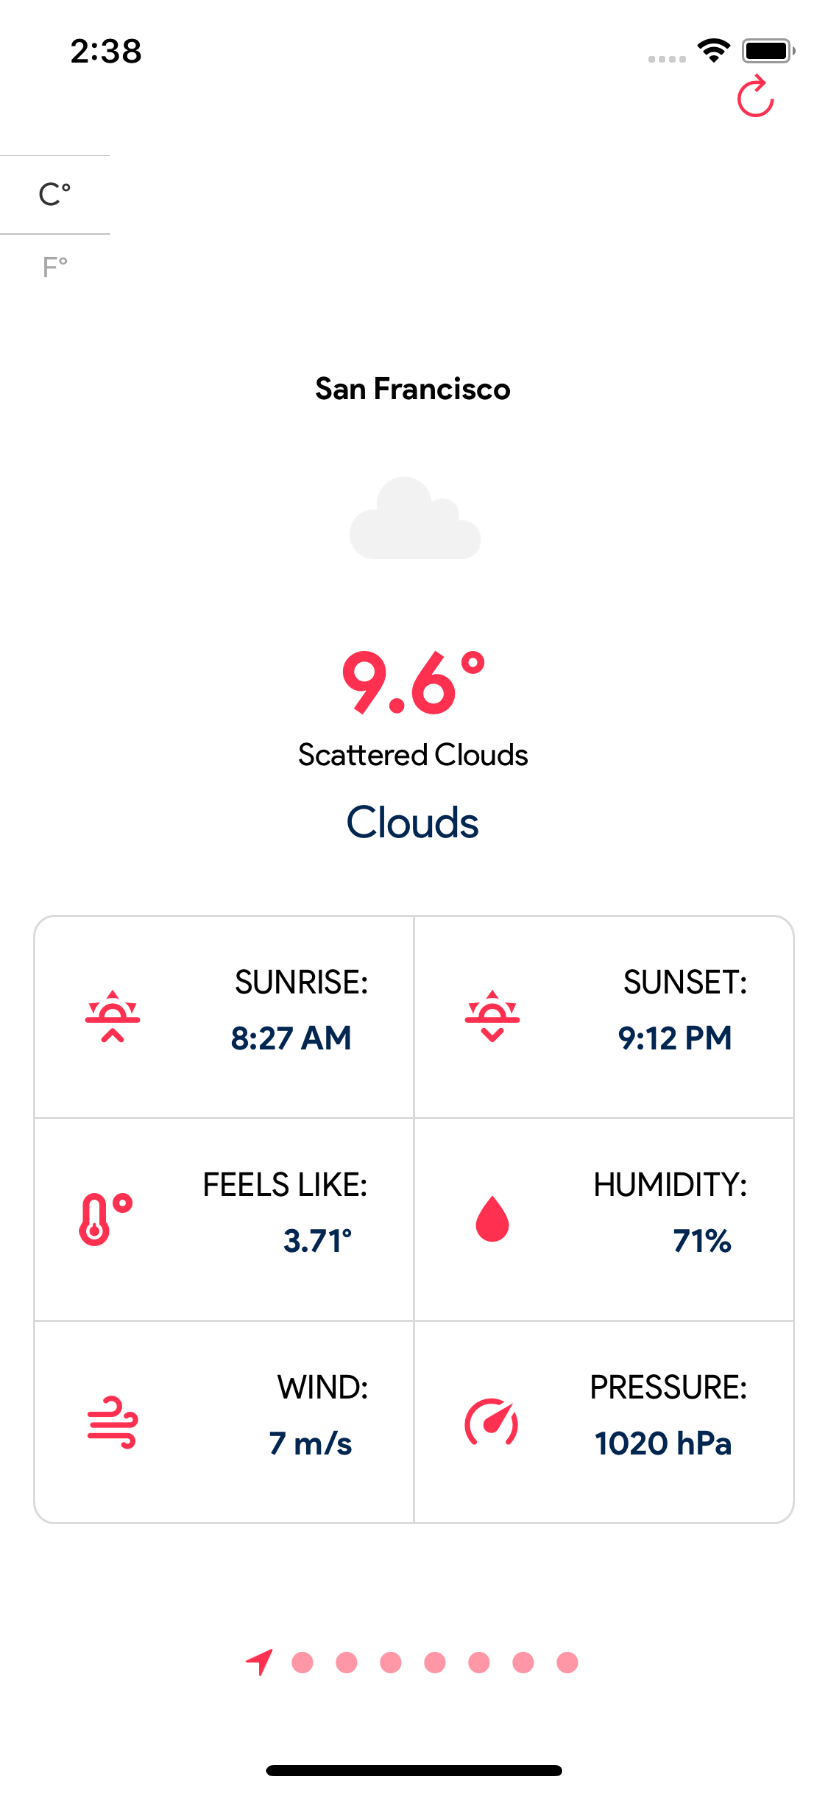 2:38
C°
F°
San Francisco
9.6°
Scattered Clouds
Clouds
SUNRISE:
8:27 AM
SUNSET:
9:12 PM
FEELS LIKE:
3.71°
HUMIDITY:
71%
WIND:
7 m/s
PRESSURE:
1020 hPa